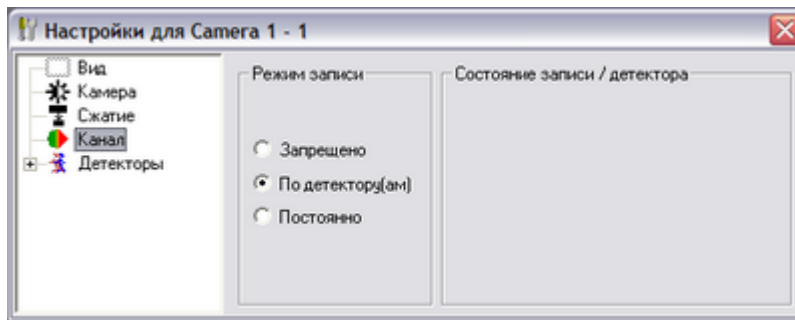 Настройки для Camera 1 - 1
Вид
Камера
Сжатие
Канал
Детекторы
Режим записи
Запрещено
По детектору(ам)
Постоянно
Состояние записи / детектора